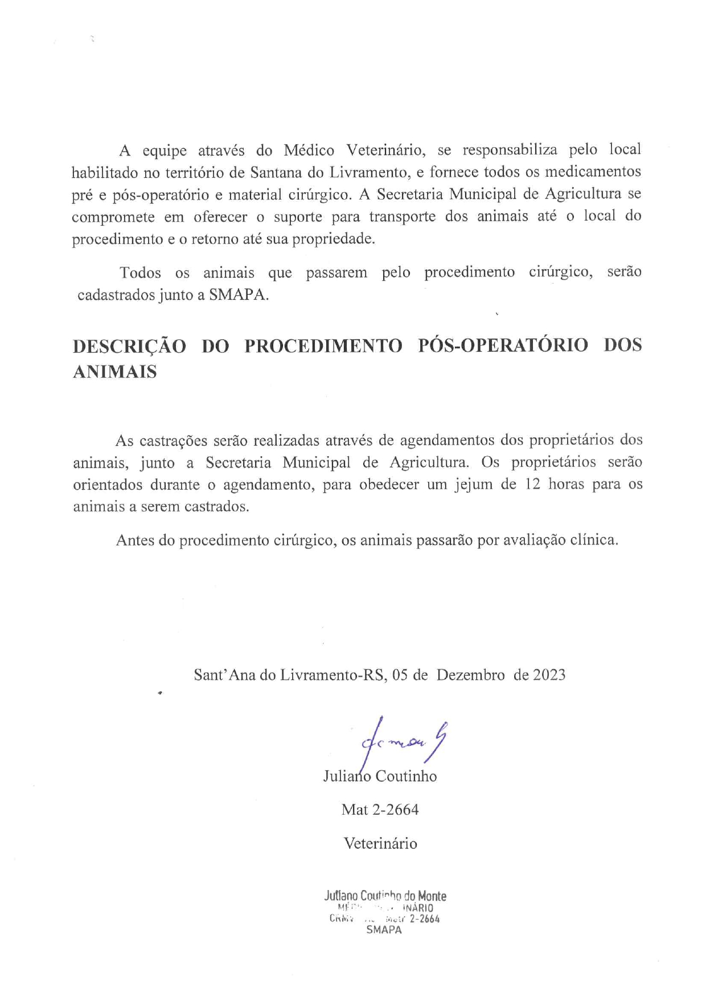 A equipe através do Médico Veterinário, se responsabiliza pelo local
habilitado no território de Santana do Livramento, e fornece todos os medicamentos
pré e pós-operatório e material cirúrgico. A Secretaria Municipal de Agricultura se
compromete em oferecer o suporte para transporte dos animais até o local do
procedimento e o retorno até sua propriedade.
Todos os animais que passarem pelo procedimento cirúrgico, serão
cadastrados junto a SMAPA.
DESCRIÇÃO DO PROCEDIMENTO PÓS-OPERATÓRIO DOS
ANIMAIS
As castrações serão realizadas através de agendamentos dos proprietários dos
animais, junto a Secretaria Municipal de Agricultura. Os proprietários serão
orientados durante o agendamento, para obedecer um jejum de 12 horas para os
animais a serem castrados.
Antes do procedimento cirúrgico, os animais passarão por avaliação clínica.
Sant'Ana do Livramento-RS, 05 de Dezembro de 2023
Juliano Coutinho
Mat 2-2664
Veterinário
Juliano Coutinho do Monte
2-2664
SMAPA